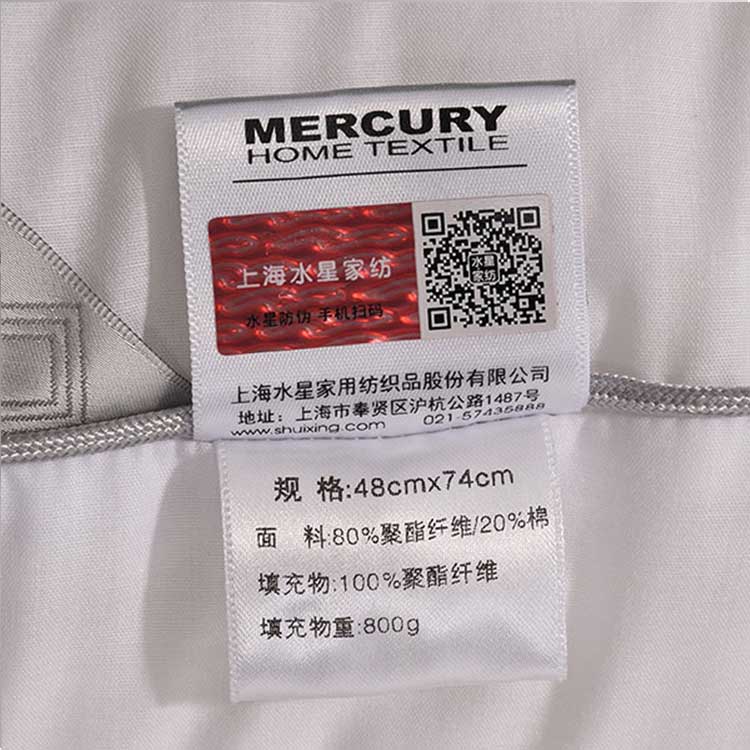 MERCURY
HOME TEXTILE
上海水星家纺
水星防伪 手机扫码
水星
家纺
上海水星家用纺织品股份有限公司
地址：上海市奉贤区沪杭公路1487号
www.shuixing.com 021-57435888
规 格:48cmx74cm
面 料:80%聚酯纤维/20%棉
填充物:100%聚酯纤维
填充物重:800g